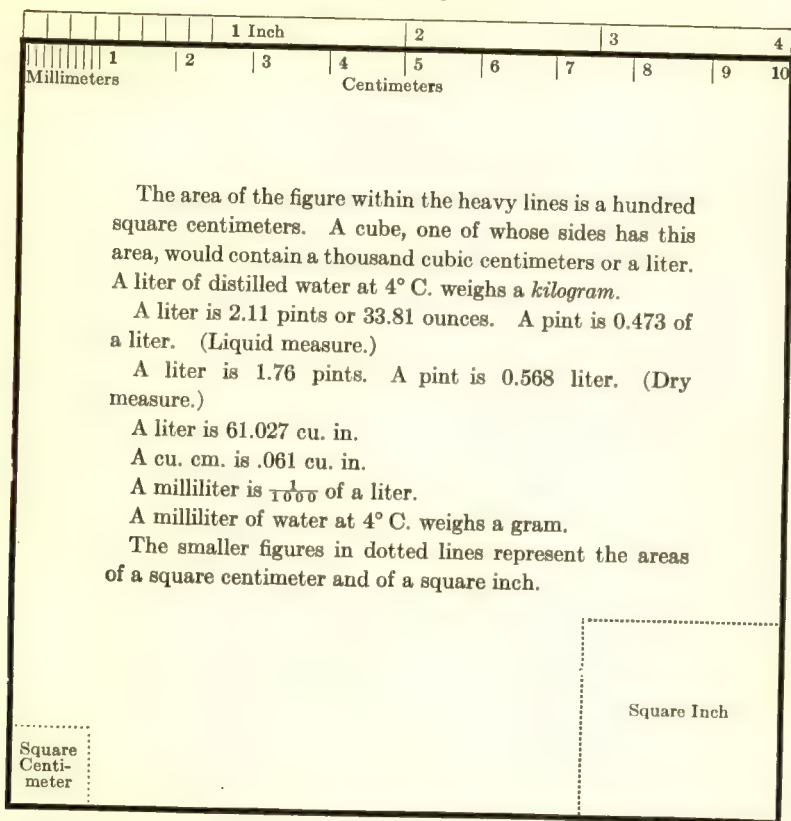 1 Inch 2 3 4
1 2 3 4 5 6 7 8 9 10
Millimeters Centimeters
The area of the figure within the heavy lines is a hundred
square centimeters. A cube, one of whose sides has this
area, would contain a thousand cubic centimeters or a liter.
A liter of distilled water at 4° C. weighs a kilogram.
A liter is 2.11 pints or 33.81 ounces. A pint is 0.473 of
a liter. (Liquid measure.)
A liter is 1.76 pints. A pint is 0.568 liter. (Dry
measure.)
A liter is 61.027 cu. in.
A cu. cm. is .061 cu. in.
A milliliter is 1/1000 of a liter.
A milliliter of water at 4° C. weighs a gram.
The smaller figures in dotted lines represent the areas
of a square centimeter and of a square inch.
Square Inch
Square
Centi-
meter